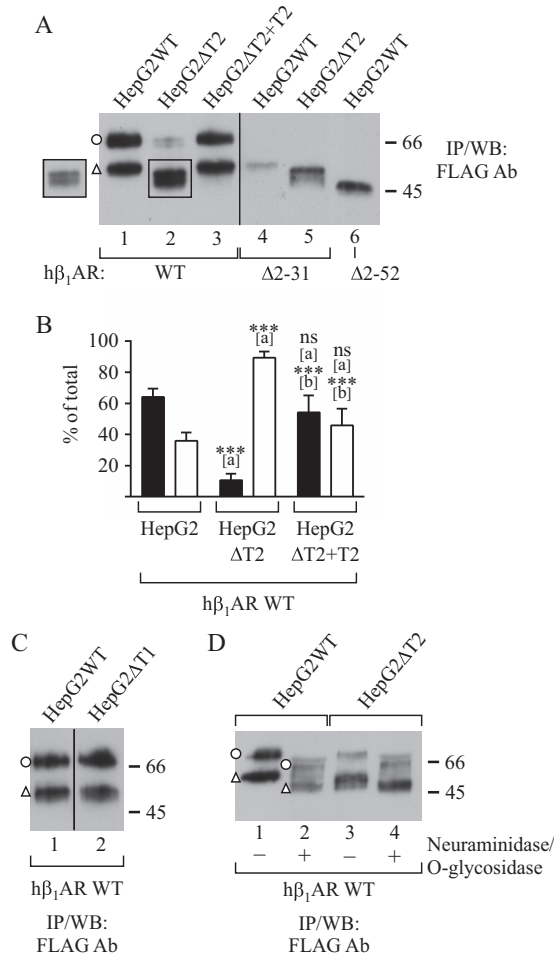 A
HepG2WT
HepG2ΔT2
HepG2ΔT2+T2
HepG2WT
HepG2ΔT2
HepG2WT
66
45
IP/WB:
FLAG Ab
1 2 3 4 5 6
hβ₁AR: WT Δ2-31 Δ2-52
B
% of total
100
80
60
40
20
***
[a]
***
[a]
ns
[a]
***
[b]
ns
[a]
***
[b]
HepG2
HepG2
ΔT2
HepG2
ΔT2+T2
hβ₁AR WT
C
HepG2WT
HepG2ΔT1
66
45
1 2
hβ₁AR WT
IP/WB:
FLAG Ab
D
HepG2WT
HepG2ΔT2
66
45
1 2 3 4
− + − +
Neuraminidase/
O-glycosidase
hβ₁AR WT
IP/WB:
FLAG Ab